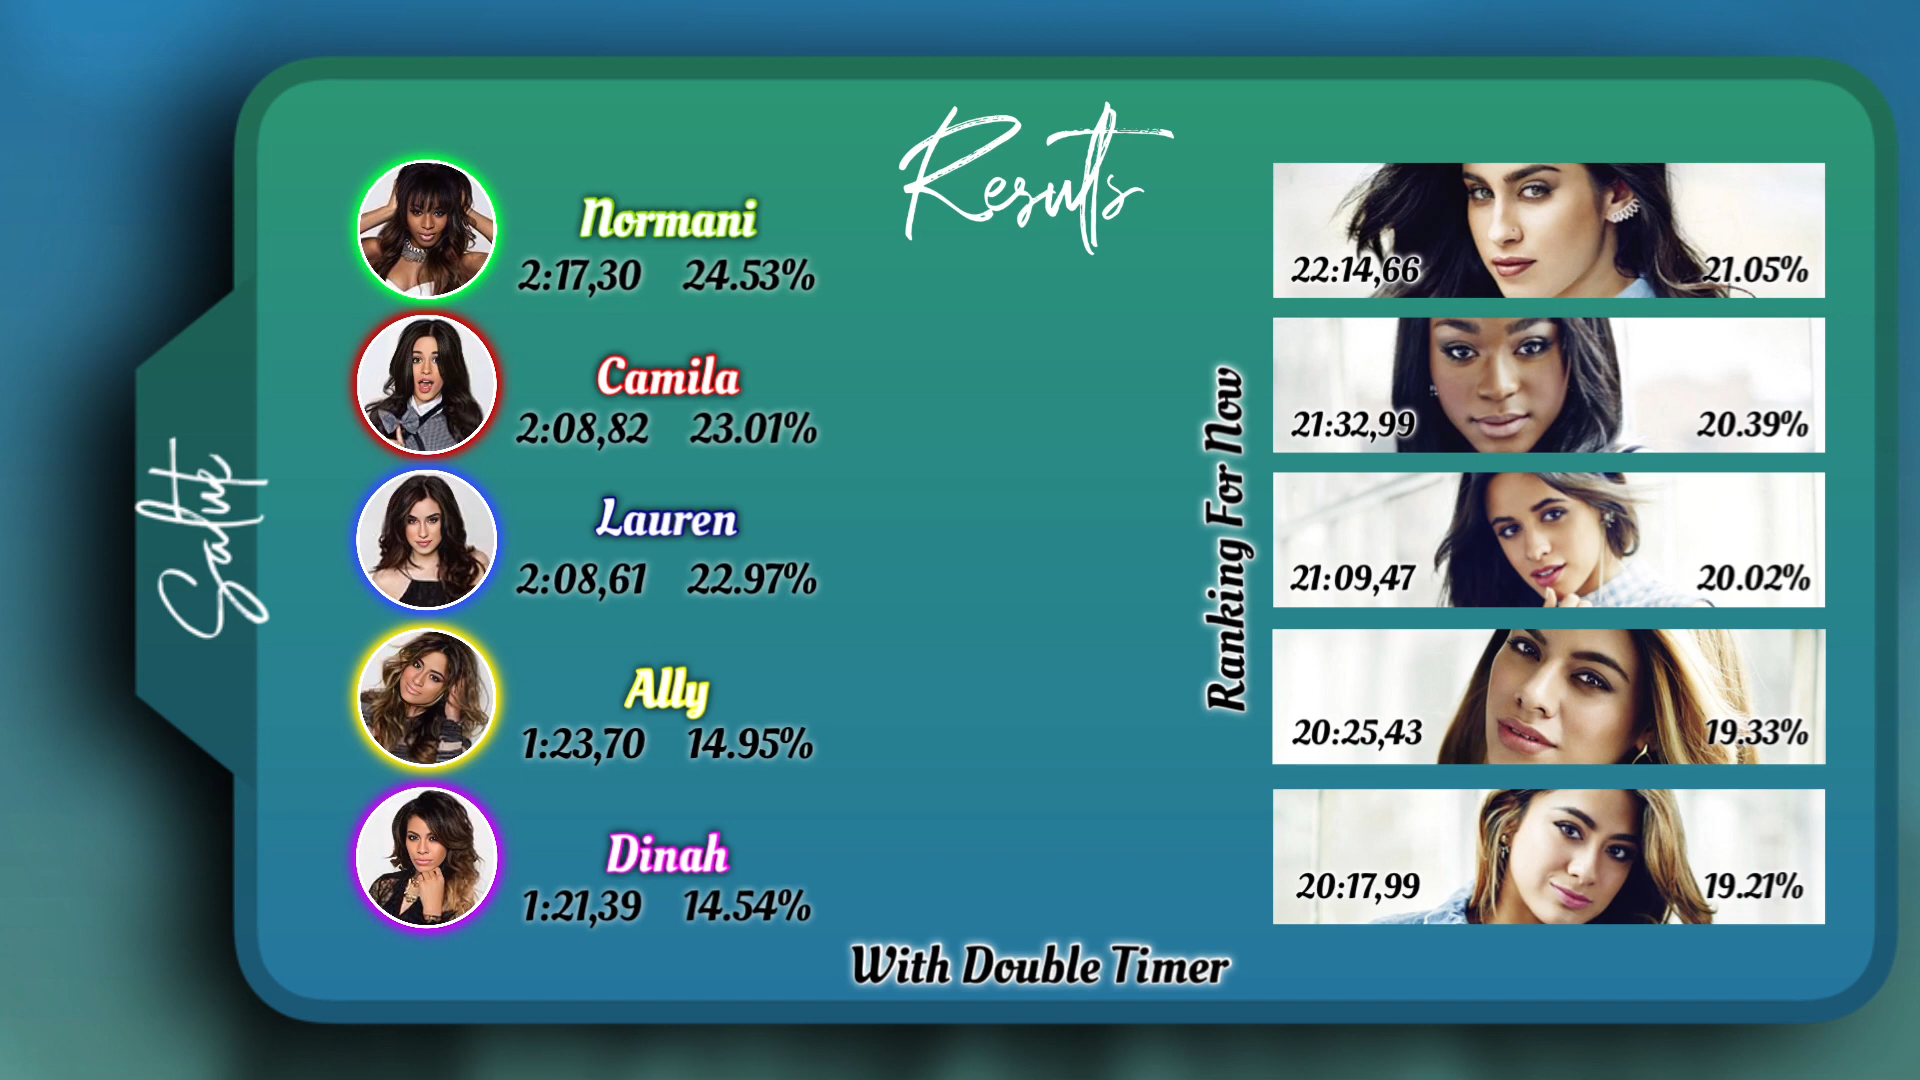 Results
Salute
Normani
2:17,30 24.53%
Camila
2:08,82 23.01%
Lauren
2:08,61 22.97%
Ally
1:23,70 14.95%
Dinah
1:21,39 14.54%
Ranking For Now
22:14,66 21.05%
21:32,99 20.39%
21:09,47 20.02%
20:25,43 19.33%
20:17,99 19.21%
With Double Timer